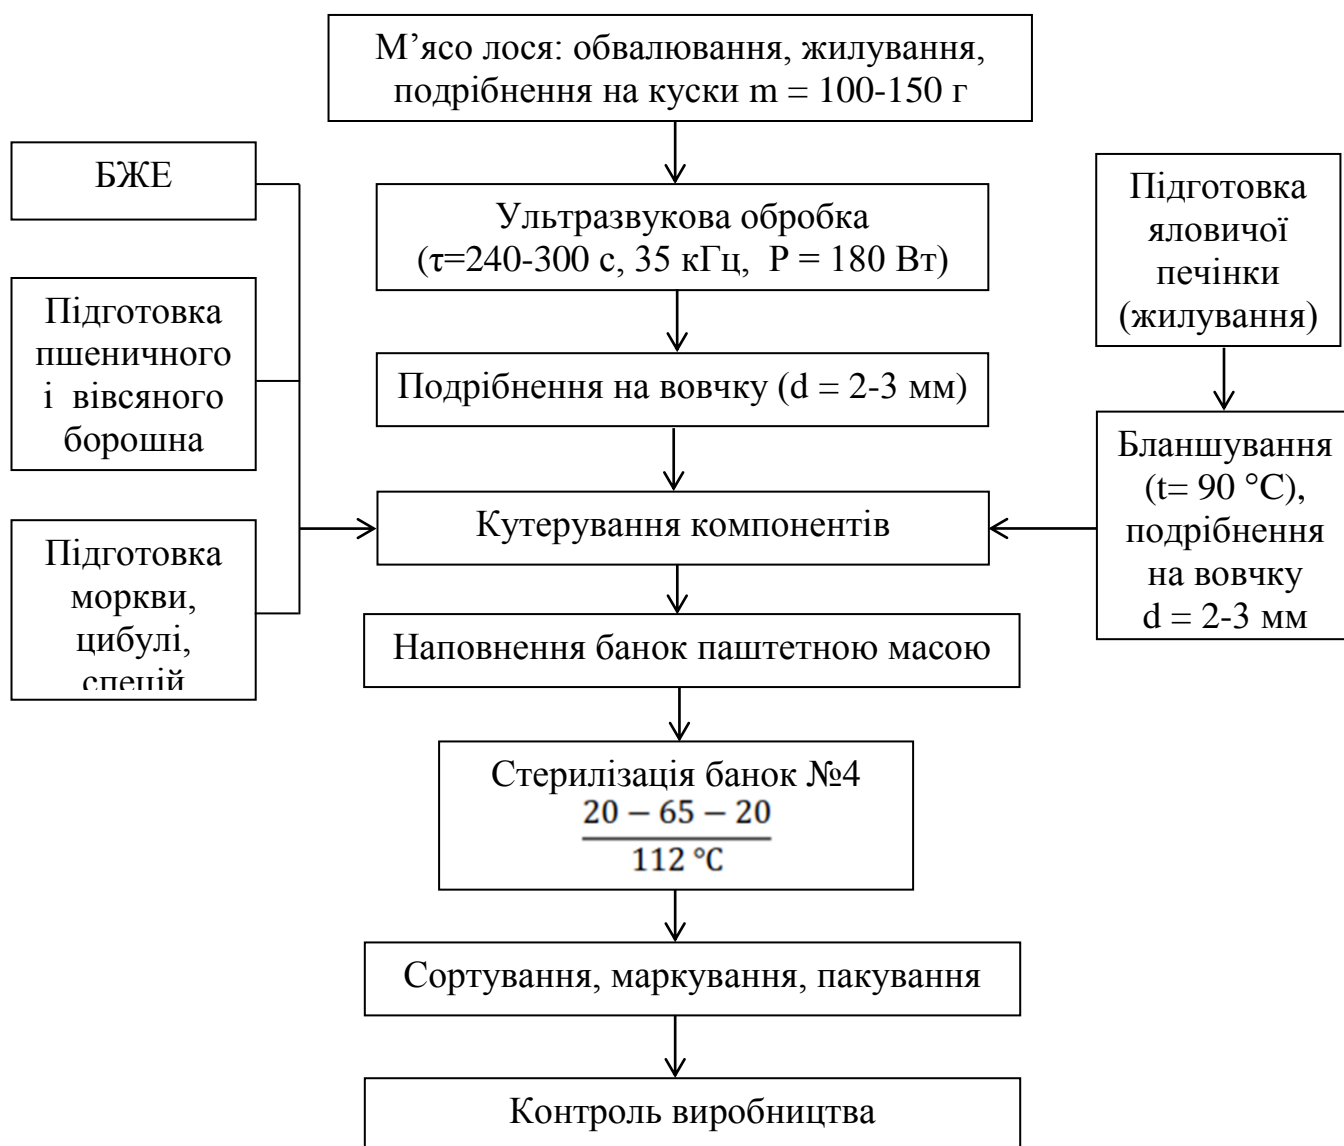 М’ясо лося: обвалювання, жилування,
подрібнення на куски m = 100-150 г
БЖЕ
Ультразвукова обробка
(τ=240-300 с, 35 кГц, Р = 180 Вт)
Підготовка
яловичої
печінки
(жилування)
Підготовка
пшеничного
і вівсяного
борошна
Подрібнення на вовчку (d = 2-3 мм)
Бланшування
(t= 90 °С),
подрібнення
на вовчку
d = 2-3 мм
Кутерування компонентів
Підготовка
моркви,
цибулі,
спецій
Наповнення банок паштетною масою
Стерилізація банок №4
20 − 65 − 20
112 °С
Сортування, маркування, пакування
Контроль виробництва